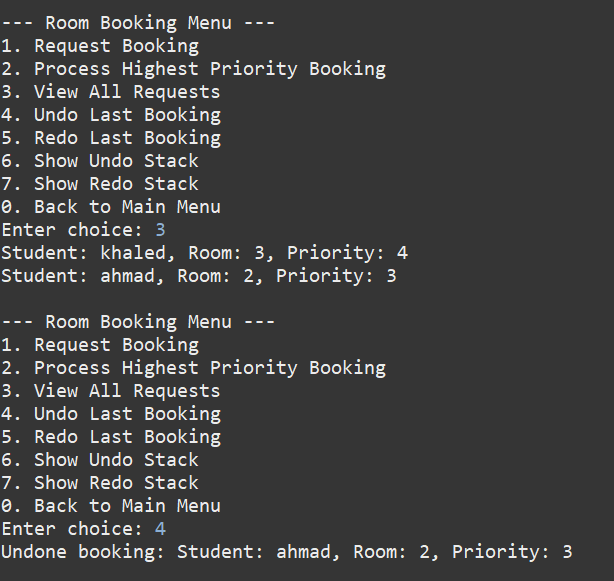 --- Room Booking Menu ---
1. Request Booking
2. Process Highest Priority Booking
3. View All Requests
4. Undo Last Booking
5. Redo Last Booking
6. Show Undo Stack
7. Show Redo Stack
0. Back to Main Menu
Enter choice: 3
Student: khaled, Room: 3, Priority: 4
Student: ahmad, Room: 2, Priority: 3
--- Room Booking Menu ---
1. Request Booking
2. Process Highest Priority Booking
3. View All Requests
4. Undo Last Booking
5. Redo Last Booking
6. Show Undo Stack
7. Show Redo Stack
0. Back to Main Menu
Enter choice: 4
Undone booking: Student: ahmad, Room: 2, Priority: 3